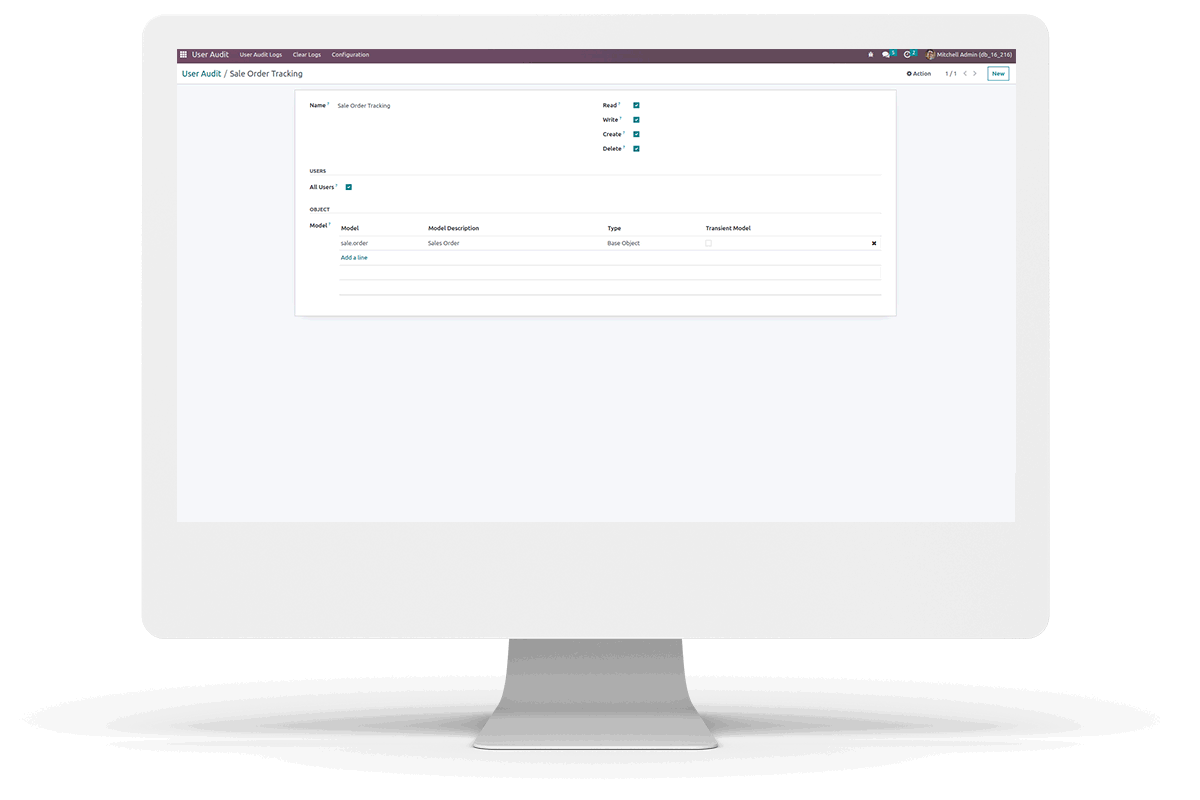 User Audit User Audit Logs Clear Logs Configuration 5 2 Mitchell Admin (db_16_216)
User Audit / Sale Order Tracking Action 1 / 1 New
Name ? Sale Order Tracking Read ?
Write ?
Create ?
Delete ?
USERS
All Users ?
OBJECT
Model ? Model Model Description Type Transient Model
sale.order Sales Order Base Object
Add a line